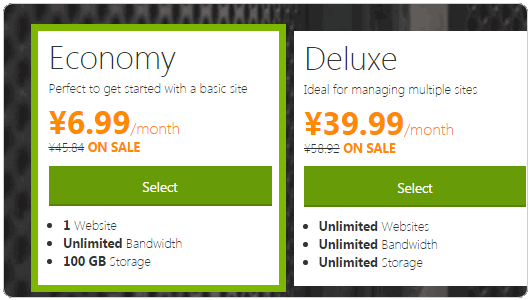 Economy
Perfect to get started with a basic site
¥6.99/month
¥45.84 ON SALE
Select
1 Website
Unlimited Bandwidth
100 GB Storage
Deluxe
Ideal for managing multiple sites
¥39.99/month
¥58.92 ON SALE
Select
Unlimited Websites
Unlimited Bandwidth
Unlimited Storage